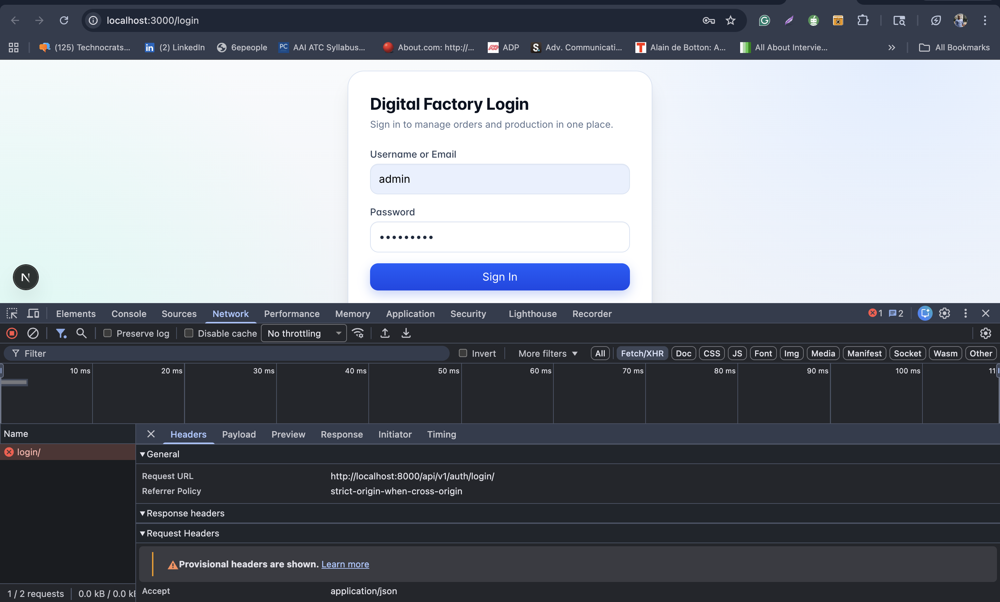 localhost:3000/login
(125) Technocrats...
(2) LinkedIn
6epeople
PC AAI ATC Syllabus...
About.com: http://...
ADP
Adv. Communicati...
Alain de Botton: A...
All About Intervie...
All Bookmarks
Digital Factory Login
Sign in to manage orders and production in one place.
Username or Email
admin
Password
•••••••••
Sign In
N
Elements Console Sources Network Performance Memory Application Security Lighthouse Recorder 1 2
Preserve log Disable cache No throttling
Filter Invert More filters All Fetch/XHR Doc CSS JS Font Img Media Manifest Socket Wasm Other
10 ms 20 ms 30 ms 40 ms 50 ms 60 ms 70 ms 80 ms 90 ms 100 ms 11
Name Headers Payload Preview Response Initiator Timing
login/
General
Request URL http://localhost:8000/api/v1/auth/login/
Referrer Policy strict-origin-when-cross-origin
Response headers
Request Headers
Provisional headers are shown. Learn more
Accept application/json
1 / 2 requests 0.0 kB / 0.0 kB